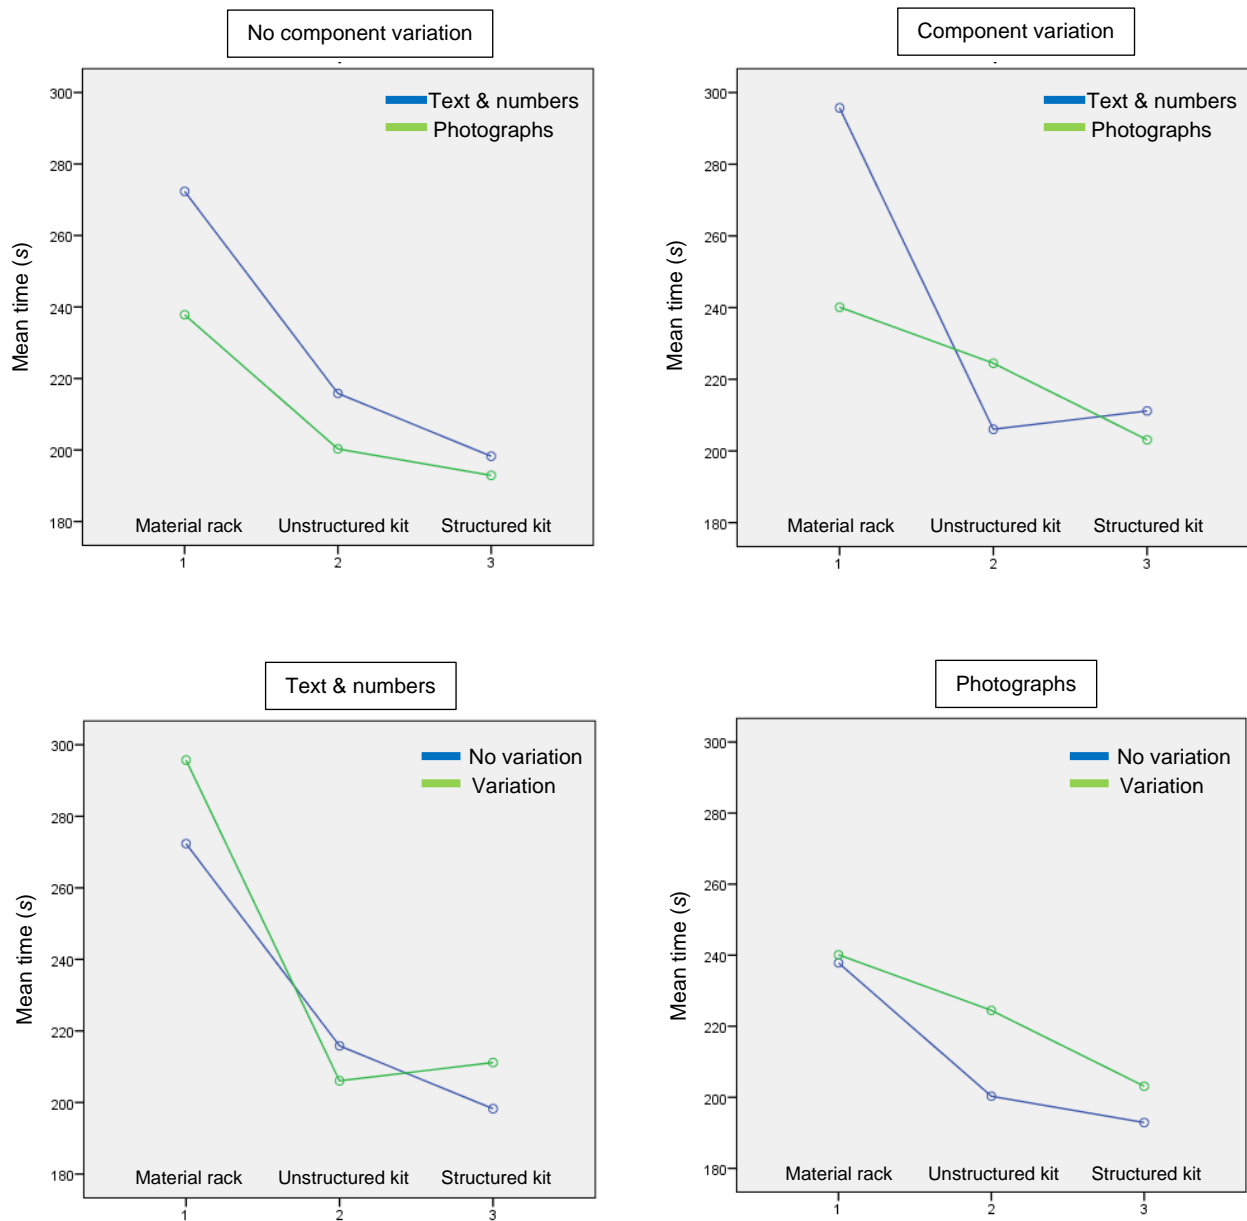 No component variation
Text & numbers
Photographs
Mean time (s)
300
280
260
240
220
200
180
Material rack Unstructured kit Structured kit
1 2 3
Component variation
Text & numbers
Photographs
Mean time (s)
300
280
260
240
220
200
180
Material rack Unstructured kit Structured kit
1 2 3
Text & numbers
No variation
Variation
Mean time (s)
300
280
260
240
220
200
180
Material rack Unstructured kit Structured kit
1 2 3
Photographs
No variation
Variation
Mean time (s)
300
280
260
240
220
200
180
Material rack Unstructured kit Structured kit
1 2 3